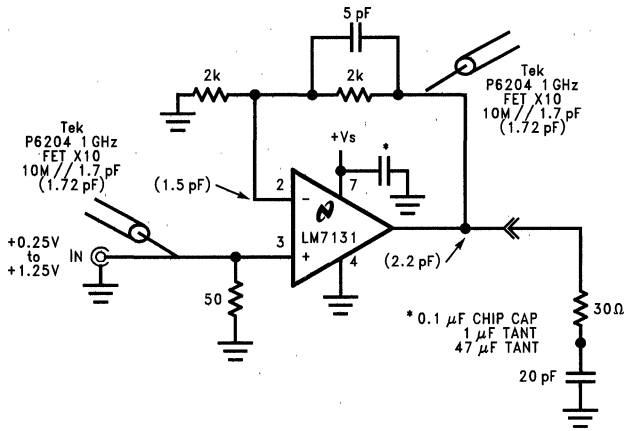 5 pF
2k
2k
Tek
P6204 1 GHz
FET X10
10M // 1.7 pF
(1.72 pF)
Tek
P6204 1 GHz
FET X10
10M // 1.7 pF
(1.72 pF)
+Vs
*
(1.5 pF)
2
7
-
LM7131
3
+
4
+0.25V
to
+1.25V
IN
(2.2 pF)
50
* 0.1 μF CHIP CAP
1 μF TANT
47 μF TANT
30Ω
20 pF